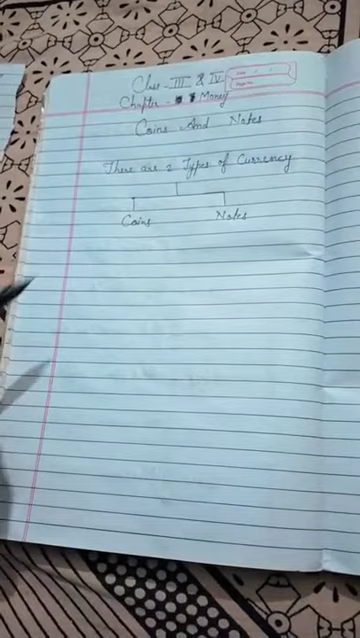 Class - III & IV
Chapter - Money
Coins And Notes
There are 2 Types of Currency
Coins Notes